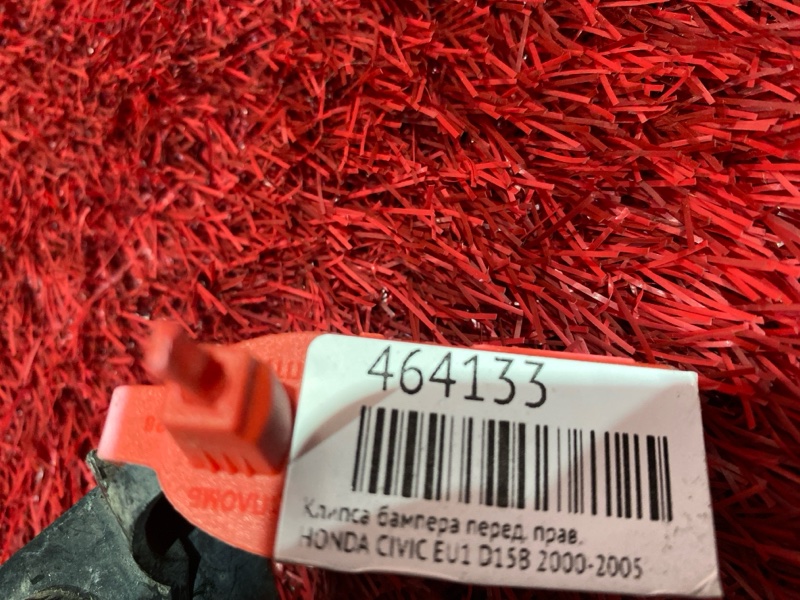 464133
Клипса бампера перед. прав.
HONDA CIVIC EU1 D15B 2000-2005